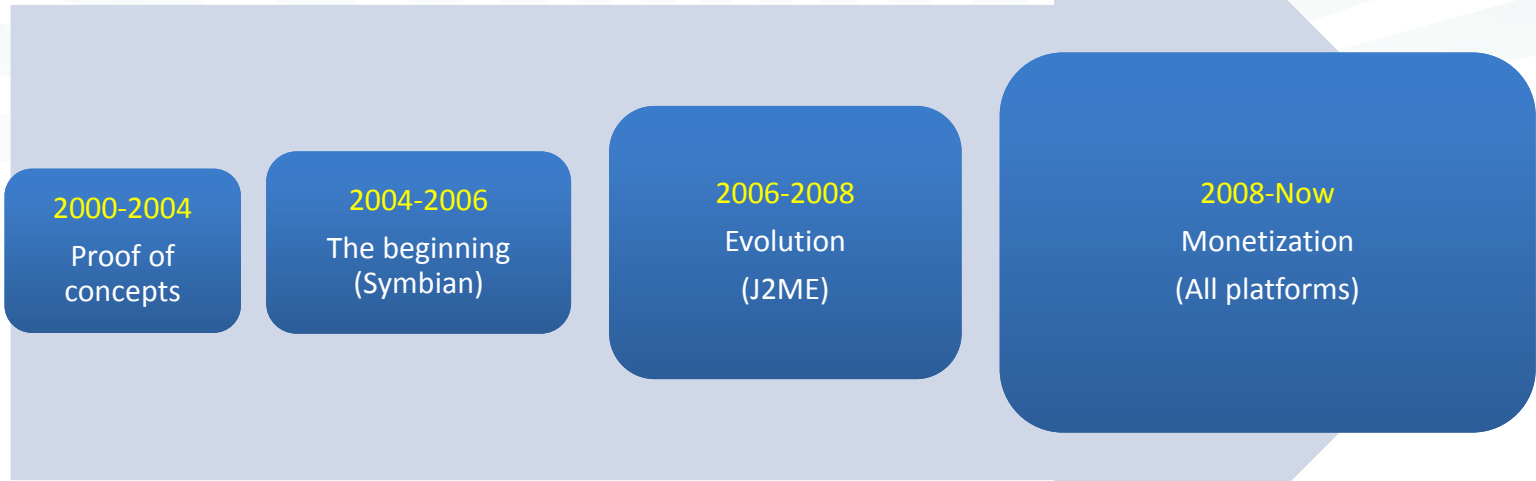 2000-2004
Proof of
concepts
2004-2006
The beginning
(Symbian)
2006-2008
Evolution
(J2ME)
2008-Now
Monetization
(All platforms)